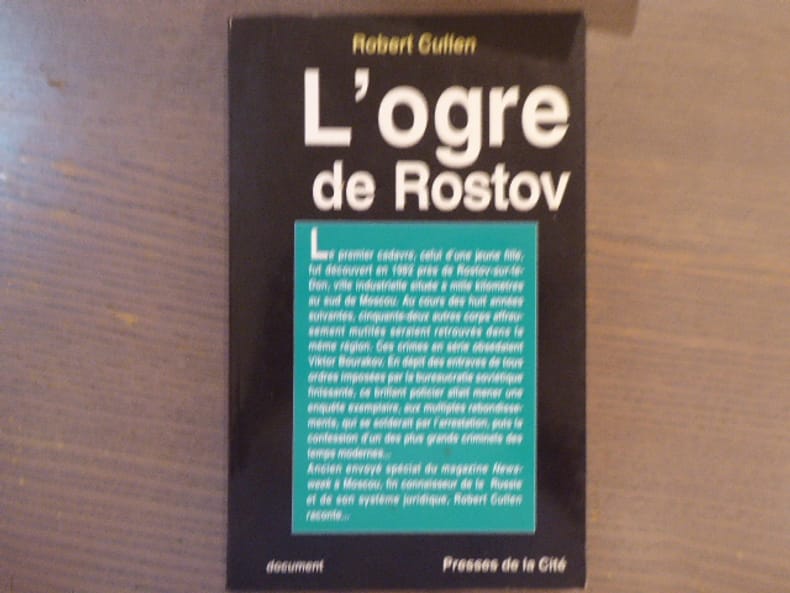 Robert Cullen
L'ogre
de Rostov
Le premier cadavre, celui d'une jeune fille,
fut découvert en 1982 près de Rostov-sur-le-
Don, ville industrielle située à mille kilomètres
au sud de Moscou. Au cours des huit années
suivantes, cinquante-deux autres corps affreu-
sement mutilés seraient retrouvés dans la
même région. Ces crimes en série obsédaient
Viktor Bourakov. En dépit des entraves de tous
ordres imposées par la bureaucratie soviétique
finissante, ce brillant policier allait mener une
enquête exemplaire, aux multiples rebondisse-
ments, qui se solderait par l'arrestation, puis la
confession d'un des plus grands criminels des
temps modernes...
Ancien envoyé spécial du magazine News-
week à Moscou, fin connaisseur de la Russie
et de son système juridique, Robert Cullen
raconte...
document
Presses de la Cité